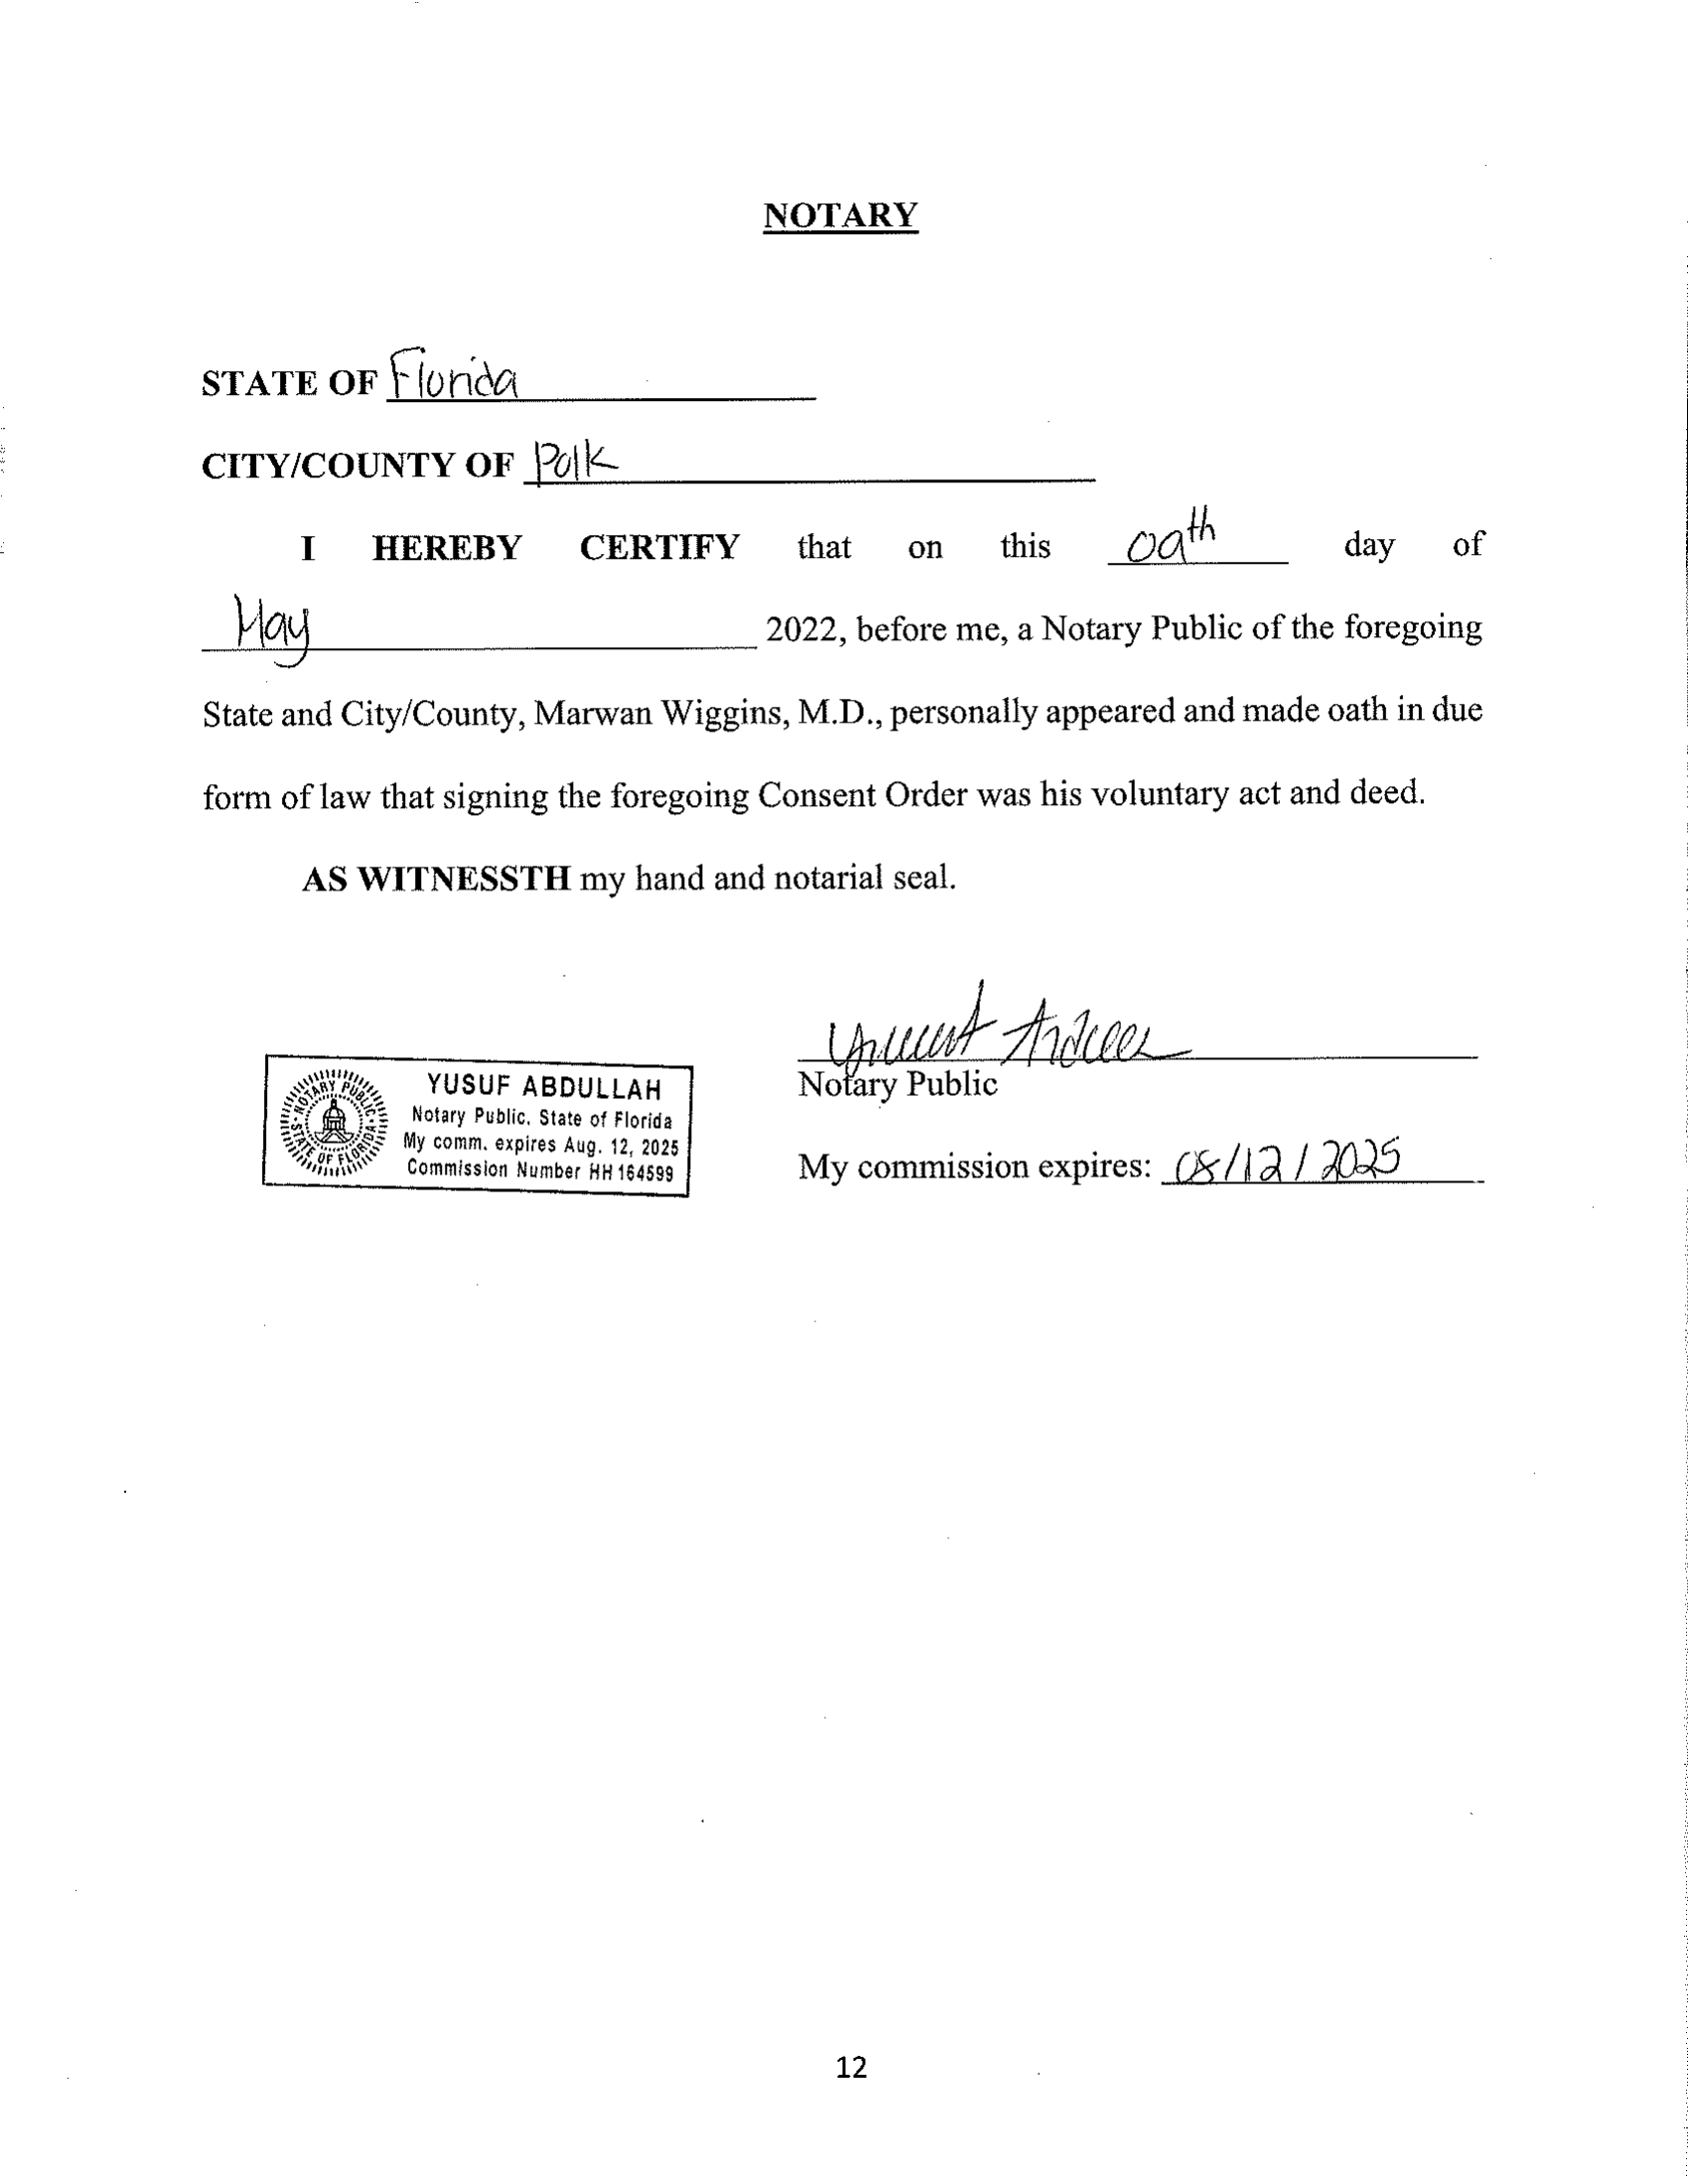 NOTARY
STATE OF Florida
CITY/COUNTY OF Polk
I HEREBY CERTIFY that on this 09th day of
May 2022, before me, a Notary Public of the foregoing
State and City/County, Marwan Wiggins, M.D., personally appeared and made oath in due
form of law that signing the foregoing Consent Order was his voluntary act and deed.
AS WITNESSTH my hand and notarial seal.
Notary Public
YUSUF ABDULLAH
Notary Public, State of Florida
My comm. expires Aug. 12, 2025
Commission Number HH 164599
NOTARY PUBLIC
STATE OF FLORIDA
My commission expires: 08/12/2025
12